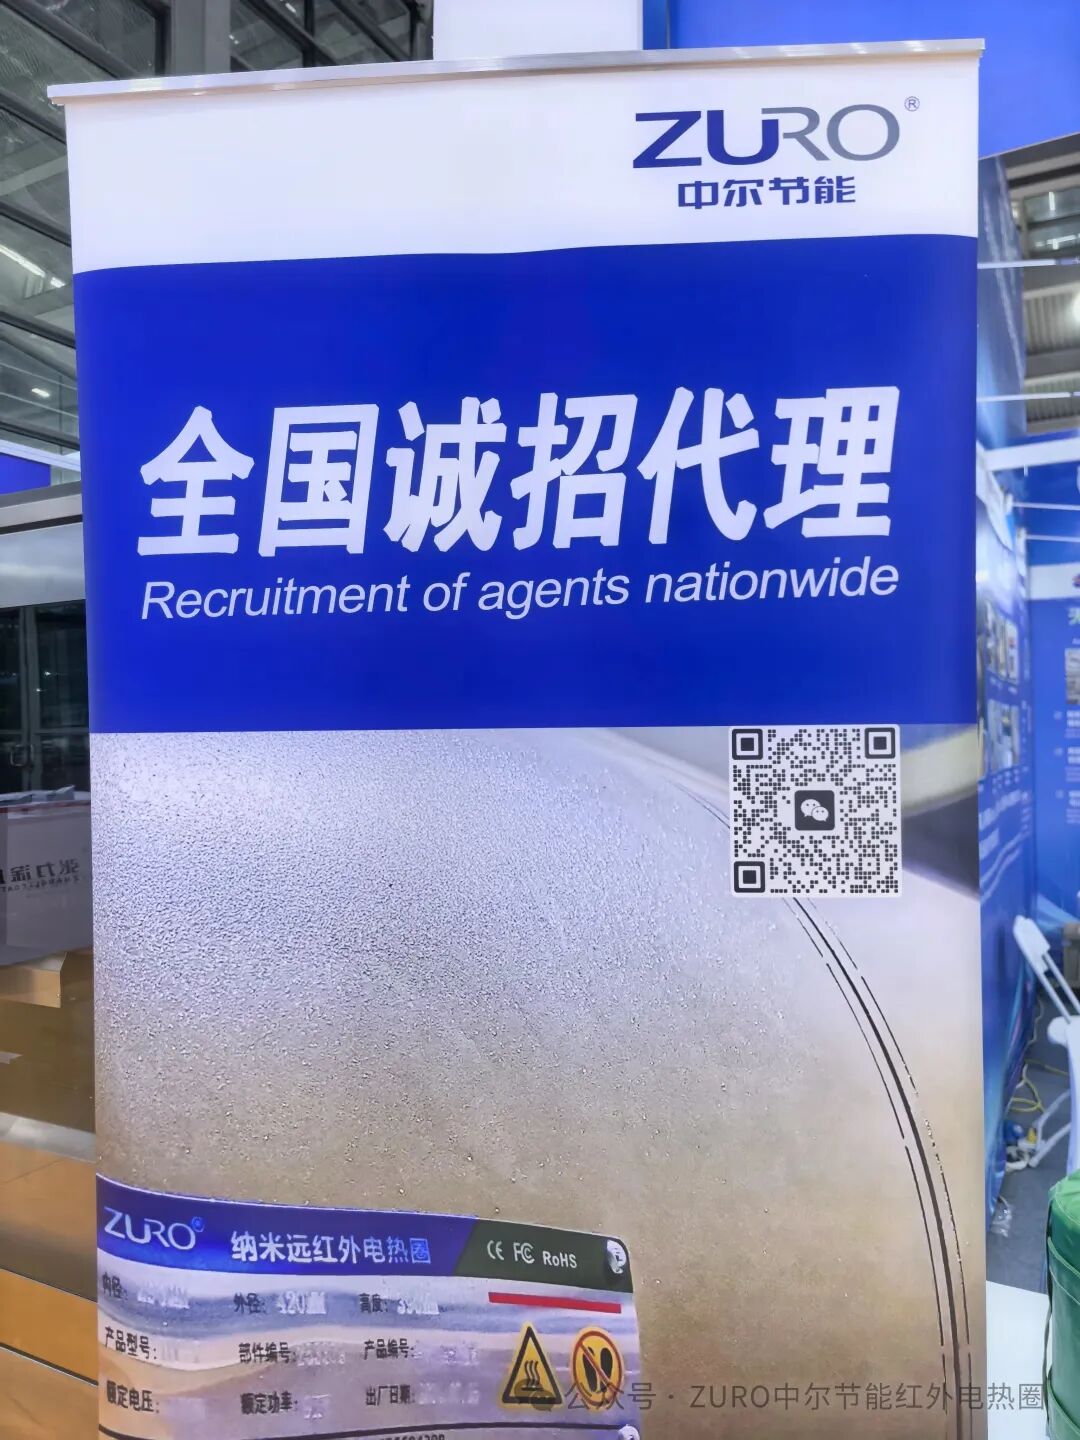 ZURO®
中尔节能
全国诚招代理
Recruitment of agents nationwide
ZURO®
纳米远红外电热圈
CE FC RoHS
内径:
外径: 420
高度:
产品型号:
部件编号:
产品编号:
额定电压:
额定功率:
出厂日期:
公众号 · ZURO中尔节能红外电热圈